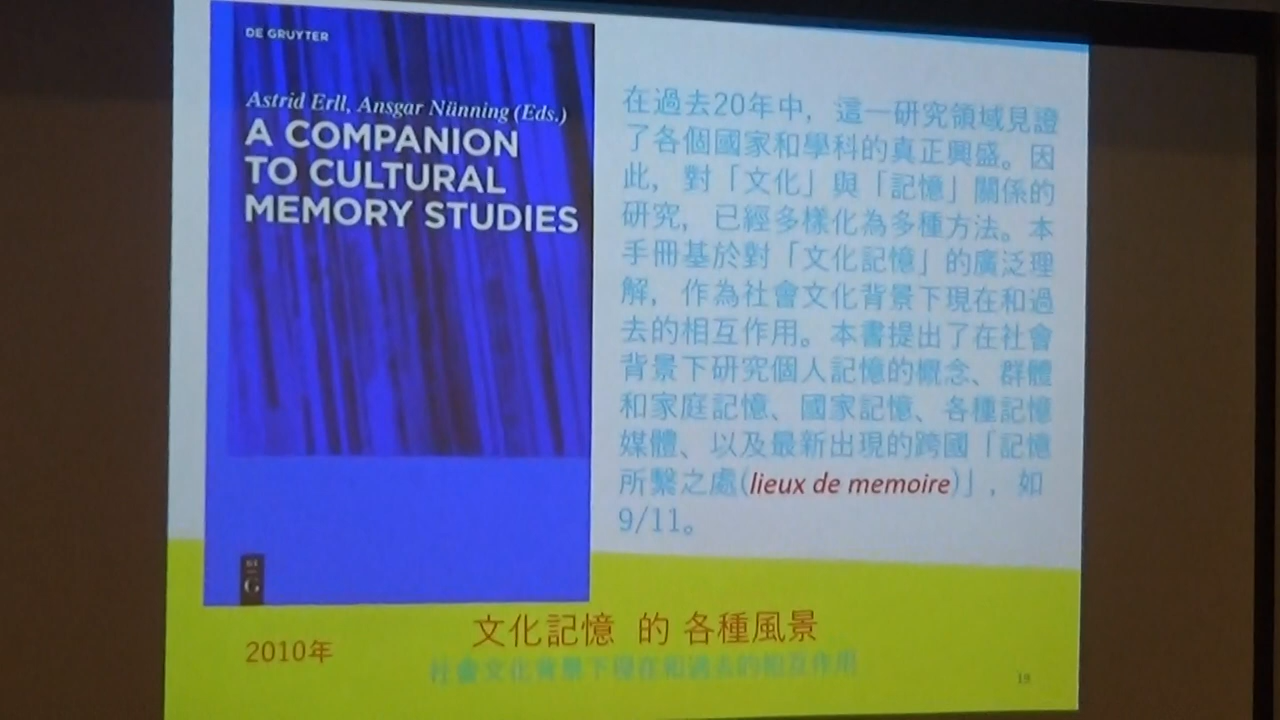 DE GRUYTER
Astrid Erll, Ansgar Nünning (Eds.)
A COMPANION
TO CULTURAL
MEMORY STUDIES
DE
G
在過去20年中，這一研究領域見證
了各個國家和學科的真正興盛。因
此，對「文化」與「記憶」關係的
研究，已經多樣化為多種方法。本
手冊基於對「文化記憶」的廣泛理
解，作為社會文化背景下現在和過
去的相互作用。本書提出了在社會
背景下研究個人記憶的概念、群體
和家庭記憶、國家記憶、各種記憶
媒體、以及最新出現的跨國「記憶
所繫之處(lieux de memoire)」，如
9/11。
2010年
文化記憶 的 各種風景
社會文化背景下現在和過去的相互作用
19